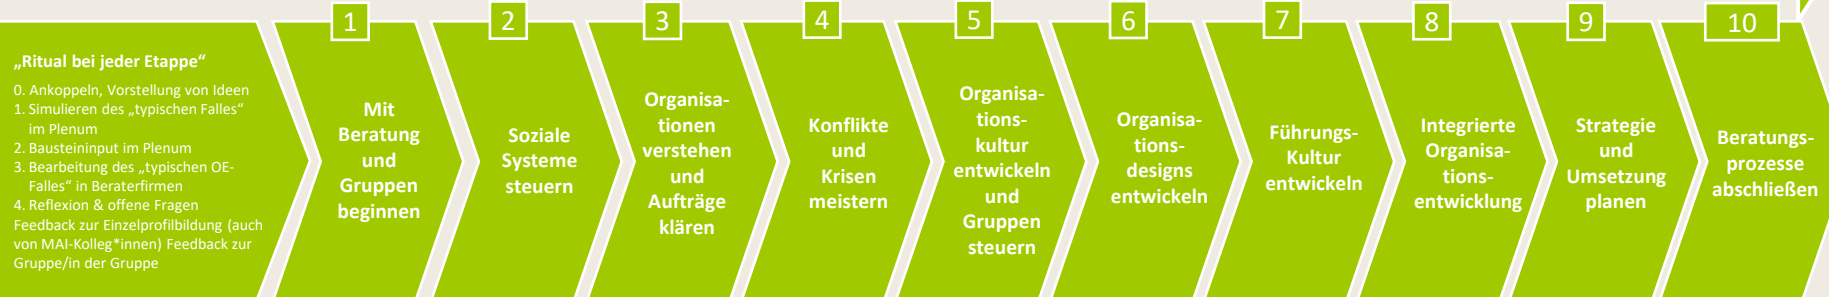 „Ritual bei jeder Etappe“
0. Ankoppeln, Vorstellung von Ideen
1. Simulieren des „typischen Falles“
im Plenum
2. Bausteininput im Plenum
3. Bearbeitung des „typischen OE-
Falles“ in Beraterfirmen
4. Reflexion & offene Fragen
Feedback zur Einzelprofilbildung (auch
von MAI-Kolleg*innen) Feedback zur
Gruppe/in der Gruppe
1
Mit
Beratung
und
Gruppen
beginnen
2
Soziale
Systeme
steuern
3
Organisa-
tionen
verstehen
und
Aufträge
klären
4
Konflikte
und
Krisen
meistern
5
Organisa-
tions-
kultur
entwickeln
und
Gruppen
steuern
6
Organisa-
tions-
designs
entwickeln
7
Führungs-
Kultur
entwickeln
8
Integrierte
Organisa-
tions-
entwicklung
9
Strategie
und
Umsetzung
planen
10
Beratungs-
prozesse
abschließen